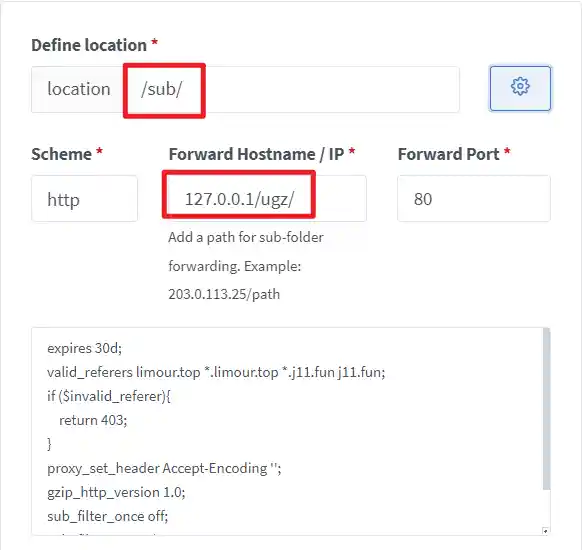 Define location *
location /sub/
Scheme * Forward Hostname / IP * Forward Port *
http 127.0.0.1/ugz/ 80
Add a path for sub-folder
forwarding. Example:
203.0.113.25/path
expires 30d;
valid_referers limour.top *.limour.top *.j11.fun j11.fun;
if ($invalid_referer){
return 403;
}
proxy_set_header Accept-Encoding '';
gzip_http_version 1.0;
sub_filter_once off;